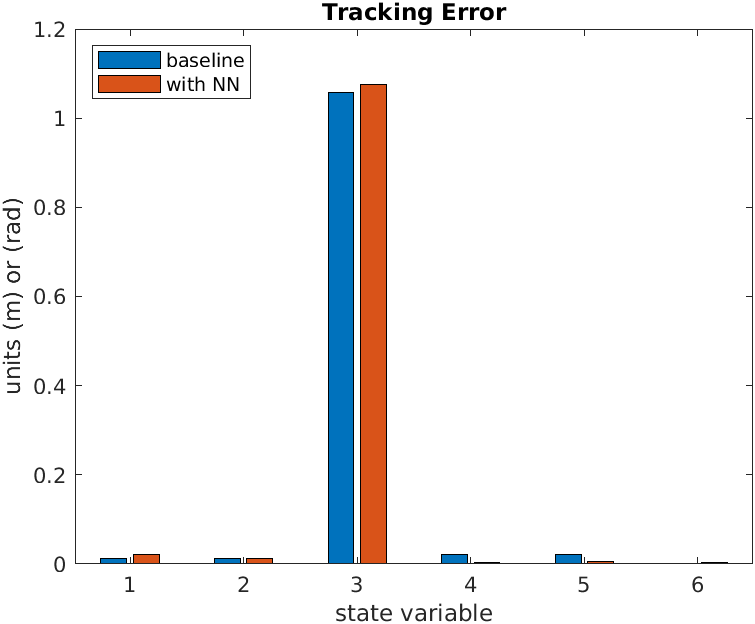 Tracking Error
baseline
with NN
units (m) or (rad)
1.2
1
0.8
0.6
0.4
0.2
0
1 2 3 4 5 6
state variable